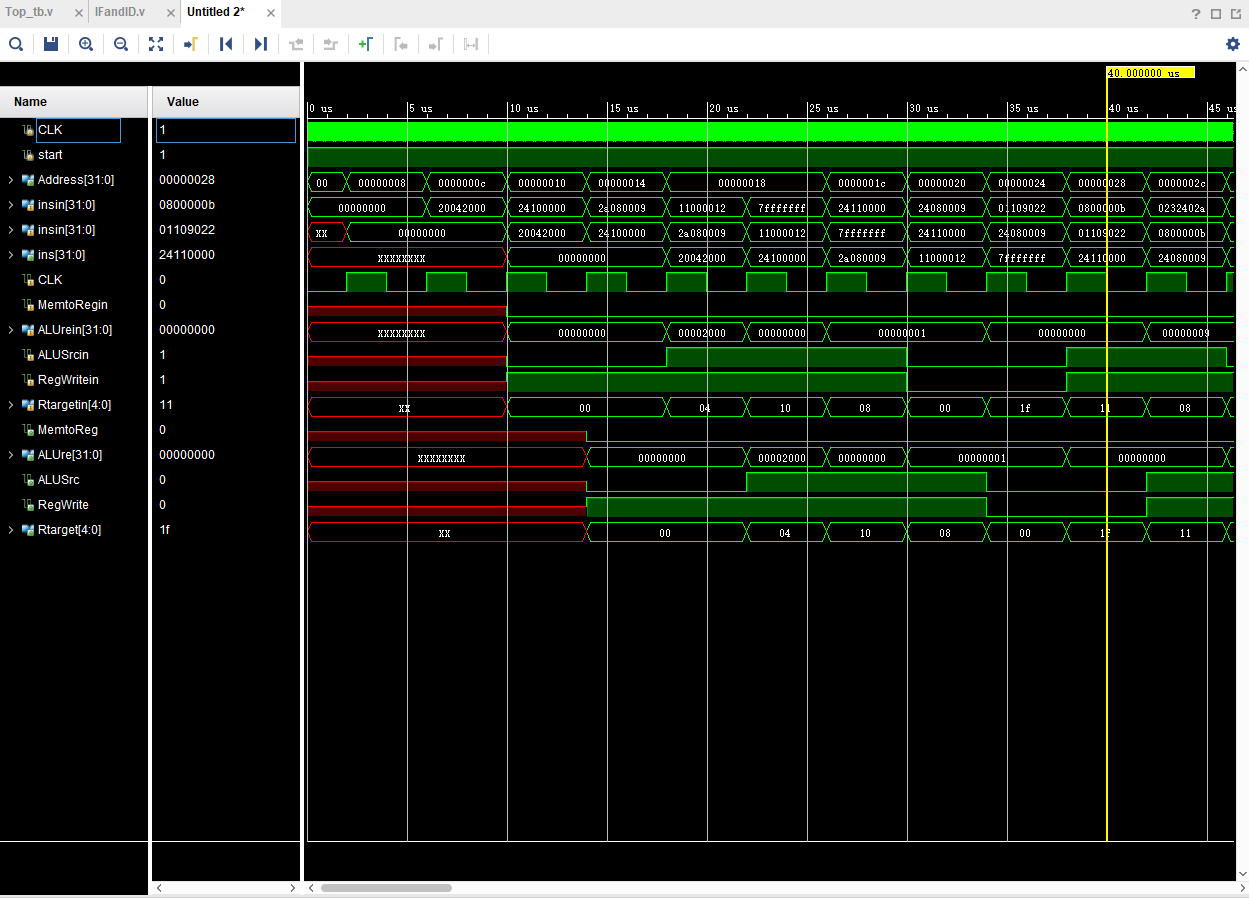 Top_tb.v IFandID.v Untitled 2*
40.000000 us
Name Value
0 us 5 us 10 us 15 us 20 us 25 us 30 us 35 us 40 us 45 us
CLK 1
start 1
Address[31:0] 00000028 00 00000008 0000000c 00000010 00000014 00000018 0000001c 00000020 00000024 00000028 0000002c
insin[31:0] 0800000b 00000000 20042000 24100000 2a080009 11000012 7fffffff 24110000 24080009 01109022 0800000b 0232402a
insin[31:0] 01109022 XX 00000000 20042000 24100000 2a080009 11000012 7fffffff 24110000 24080009 01109022 0800000b
ins[31:0] 24110000 XXXXXXXX 00000000 20042000 24100000 2a080009 11000012 7fffffff 24110000 24080009
CLK 0
MemtoRegin 0
ALUrein[31:0] 00000000 XXXXXXXX 00000000 00002000 00000000 00000001 00000000 00000009
ALUSrcin 1
RegWritein 1
Rtargetin[4:0] 11 XX 00 04 10 08 00 1f 11 08
MemtoReg 0
ALUre[31:0] 00000000 XXXXXXXX 00000000 00002000 00000000 00000001 00000000
ALUSrc 0
RegWrite 0
Rtarget[4:0] 1f XX 00 04 10 08 00 1f 11